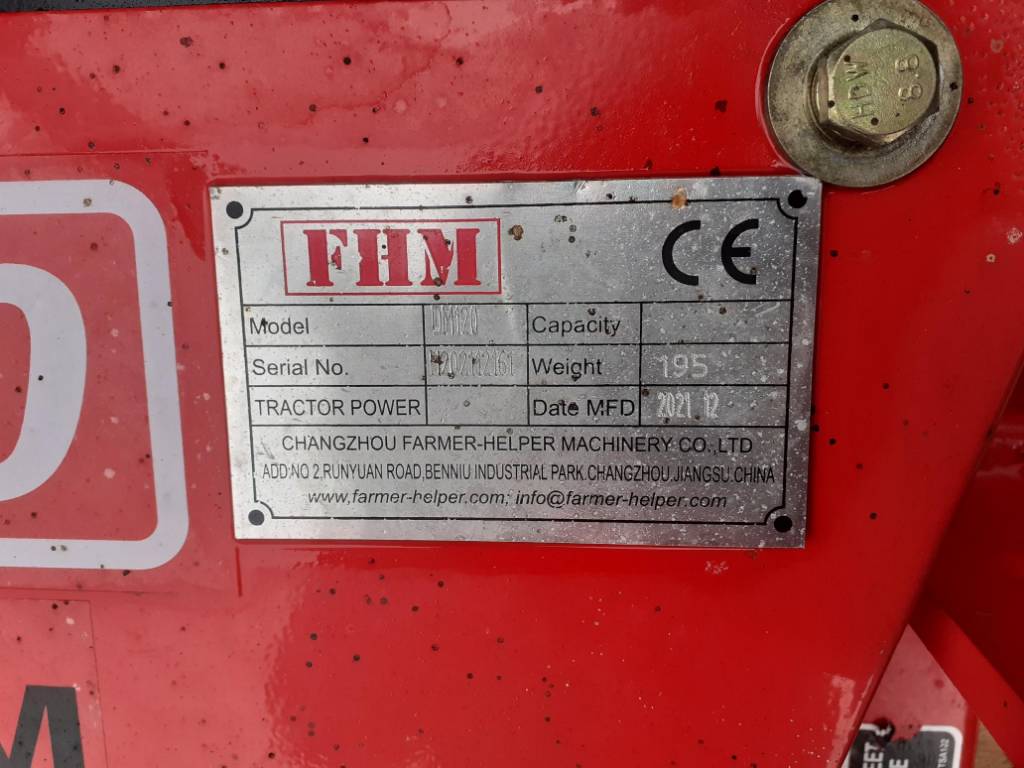 HDW 8.8
FHM CE
Model DM120 Capacity
Serial No. Weight 195
TRACTOR POWER Date MFD 2021 12
CHANGZHOU FARMER-HELPER MACHINERY CO.,LTD
ADD:NO 2,RUNYUAN ROAD,BENNIU INDUSTRIAL PARK.CHANGZHOU.JIANGSU.CHINA
www,farmer-helper.com; info@farmer-helper.com
M
TSA122